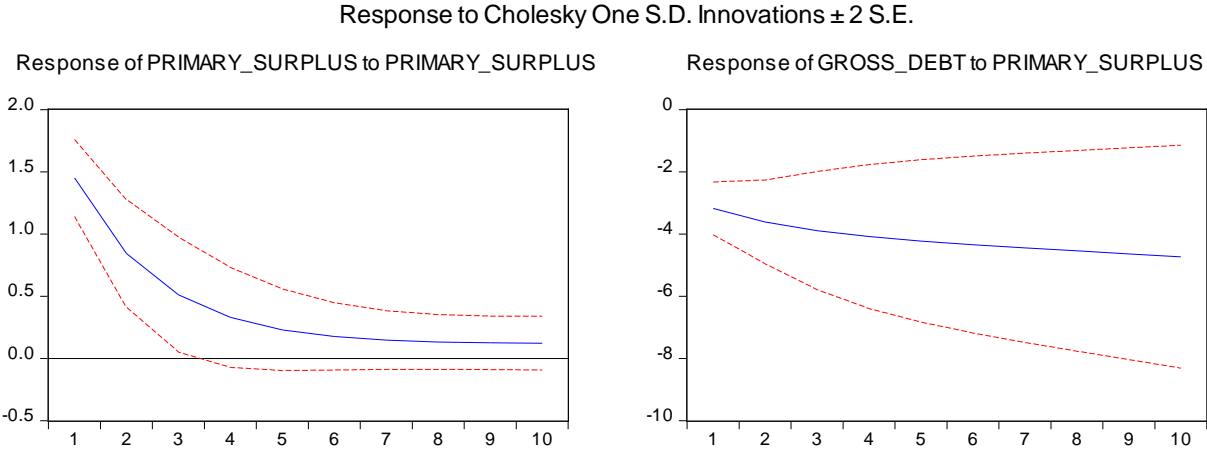 Response to Cholesky One S.D. Innovations ± 2 S.E.
Response of PRIMARY_SURPLUS to PRIMARY_SURPLUS
2.0
1.5
1.0
0.5
0.0
-0.5
1 2 3 4 5 6 7 8 9 10
Response of GROSS_DEBT to PRIMARY_SURPLUS
0
-2
-4
-6
-8
-10
1 2 3 4 5 6 7 8 9 10